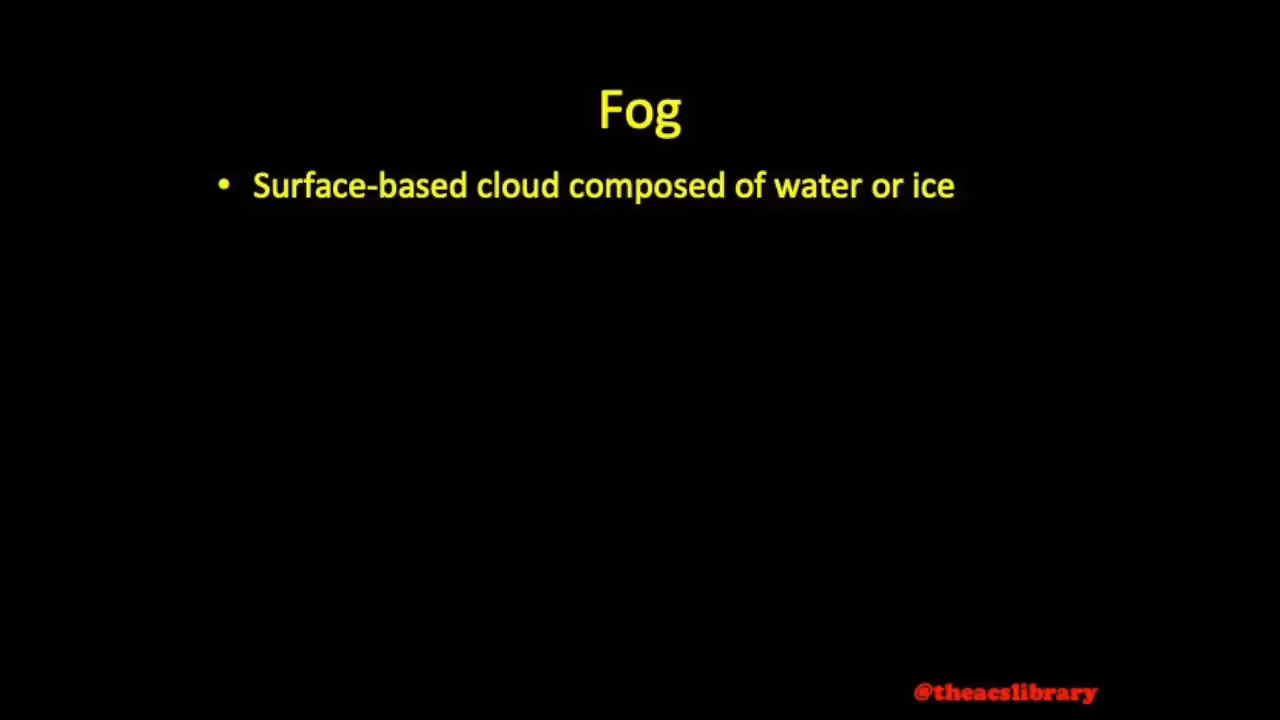 Fog
• Surface-based cloud composed of water or ice
@theacslibrary